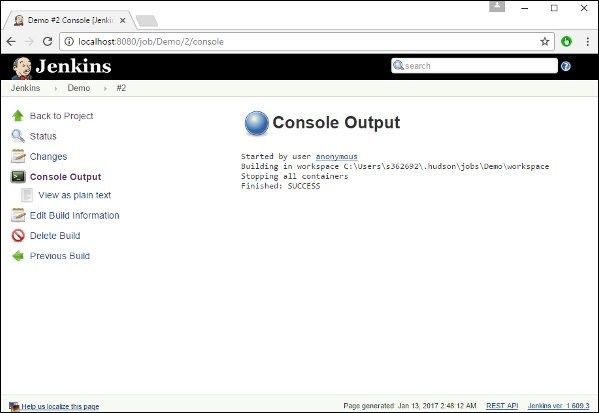 Demo #2 Console [Jenki
localhost:8080/job/Demo/2/console
Jenkins
search
Jenkins Demo #2
Back to Project
Status
Changes
Console Output
View as plain text
Edit Build Information
Delete Build
Previous Build
Console Output
Started by user anonymous
Building in workspace C:\Users\s362692\.hudson\jobs\Demo\workspace
Stopping all containers
Finished: SUCCESS
Help us localize this page
Page generated: Jan 13, 2017 2:48:12 AM REST API Jenkins ver. 1.609.3